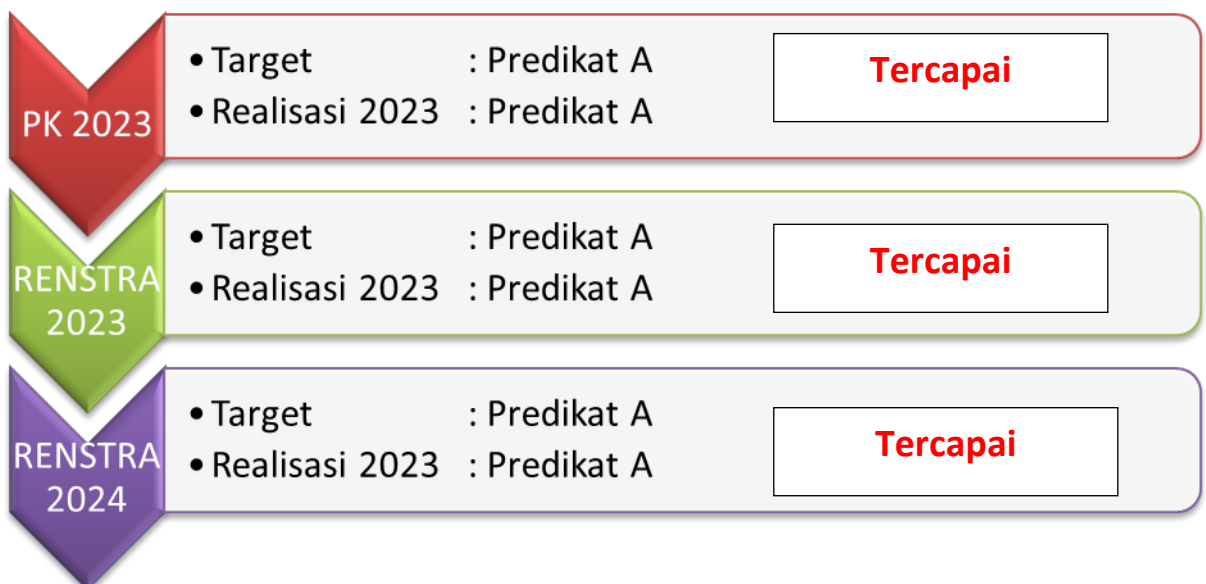 PK 2023
• Target : Predikat A
• Realisasi 2023 : Predikat A
Tercapai
RENSTRA
2023
• Target : Predikat A
• Realisasi 2023 : Predikat A
Tercapai
RENSTRA
2024
• Target : Predikat A
• Realisasi 2023 : Predikat A
Tercapai